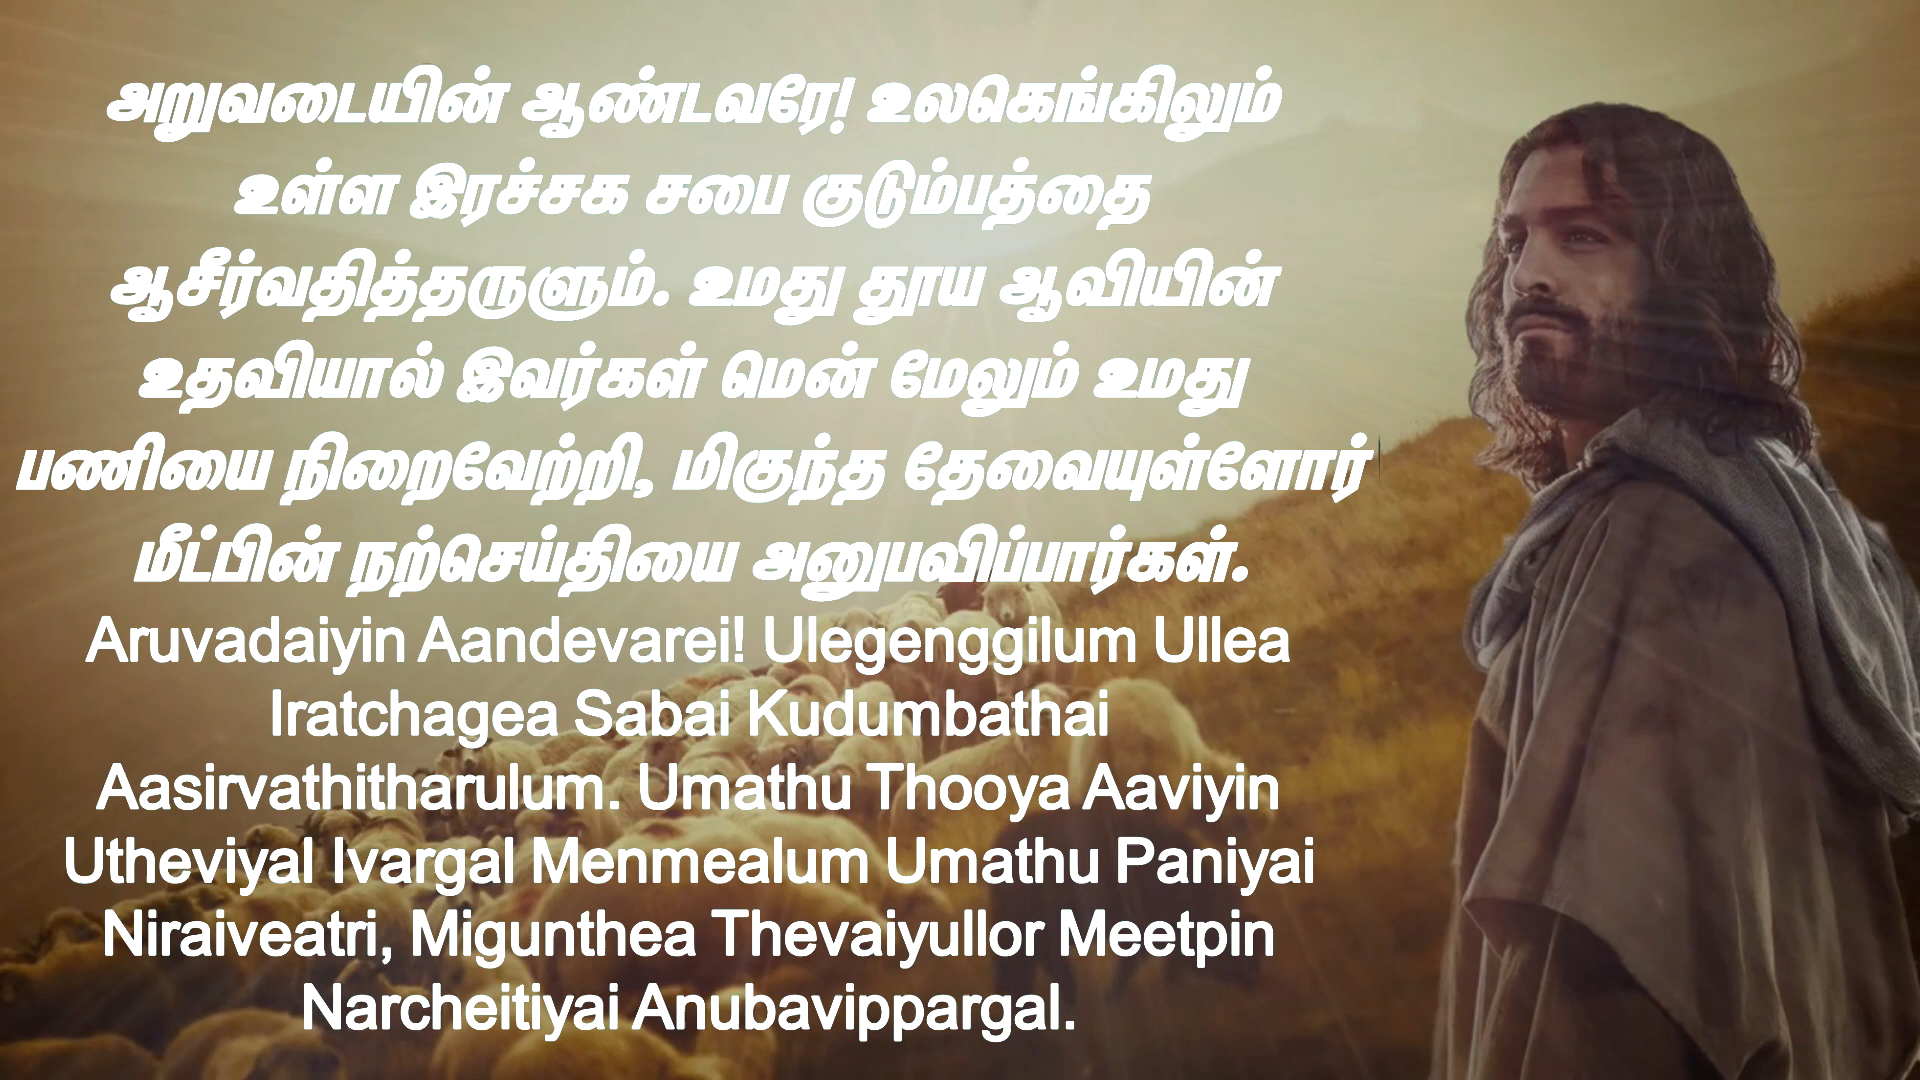 அறுவடையின் ஆண்டவரே! உலகெங்கிலும்
உள்ள இரச்சக சபை குடும்பத்தை
ஆசீர்வதித்தருளும். உமது தூய ஆவியின்
உதவியால் இவர்கள் மென் மேலும் உமது
பணியை நிறைவேற்றி, மிகுந்த தேவையுள்ளோர்
மீட்பின் நற்செய்தியை அனுபவிப்பார்கள்.
Aruvadaiyin Aandevarei! Ulegenggilum Ullea
Iratchagea Sabai Kudumbathai
Aasirvathitharulum. Umathu Thooya Aaviyin
Utheviyal Ivargal Menmealum Umathu Paniyai
Niraiveatri, Migunthea Thevaiyullor Meetpin
Narcheitiyai Anubavippargal.